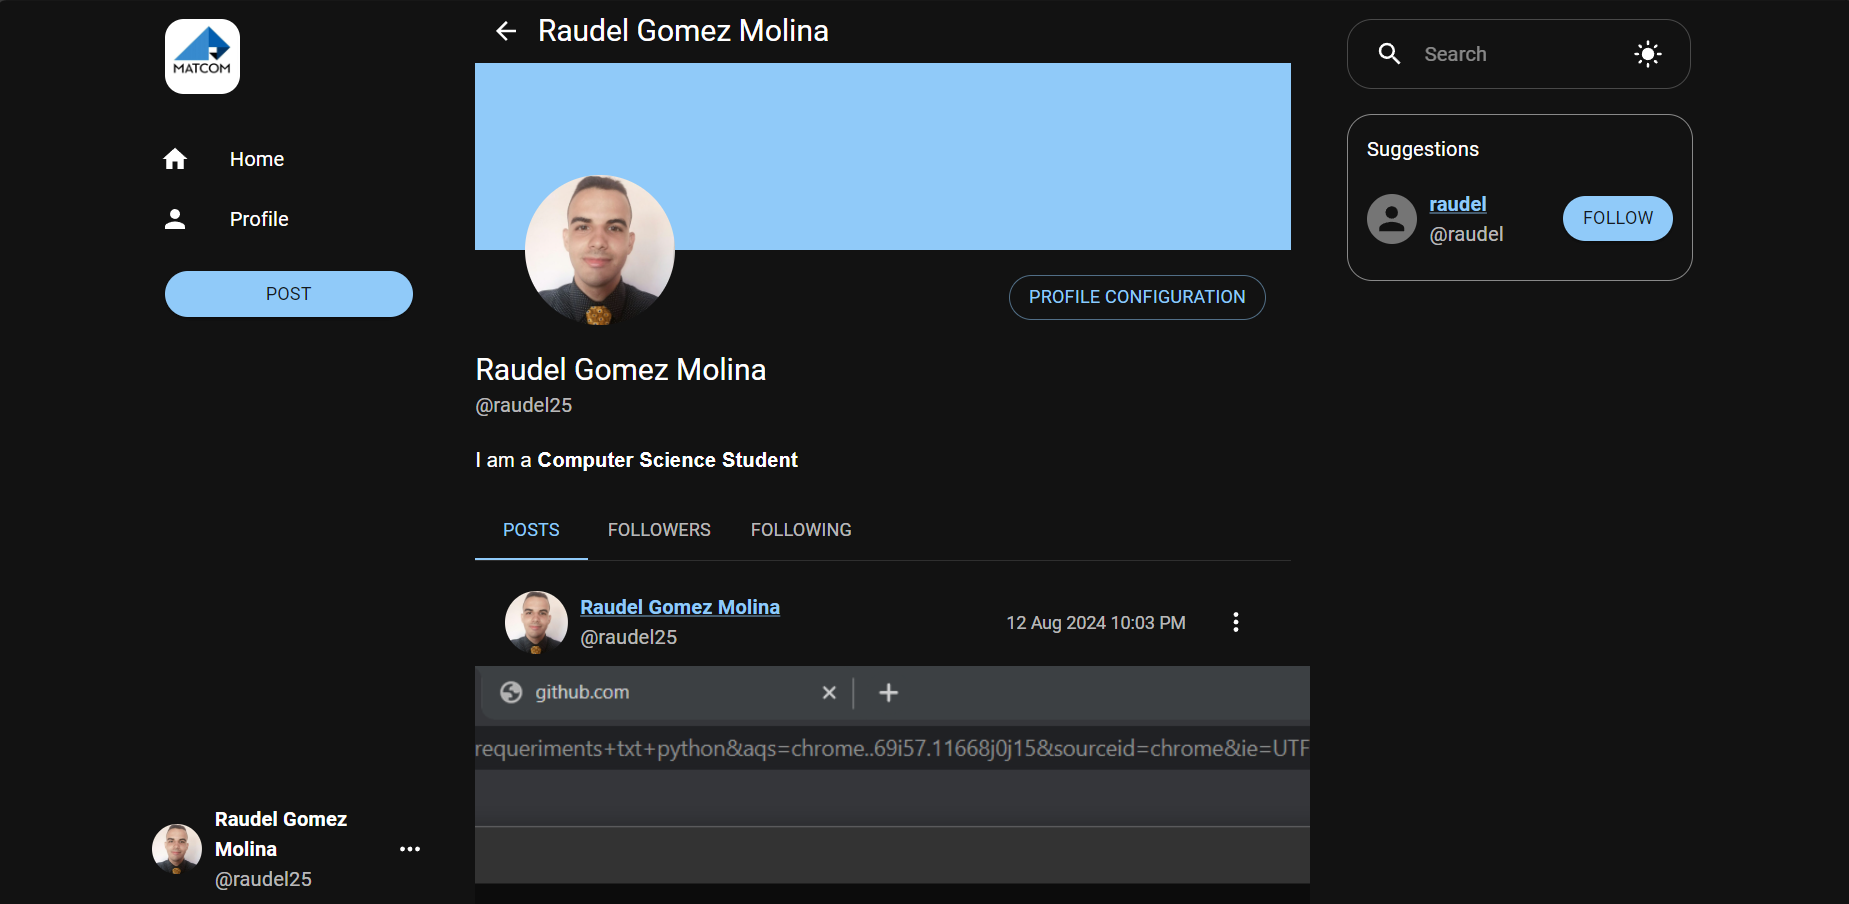 MATCOM
Home
Profile
POST
Raudel Gomez Molina
PROFILE CONFIGURATION
Raudel Gomez Molina
@raudel25
I am a Computer Science Student
POSTS FOLLOWERS FOLLOWING
Raudel Gomez Molina
@raudel25
12 Aug 2024 10:03 PM
github.com
requeriments+txt+python&aqs=chrome..69i57.11668j0j15&sourceid=chrome&ie=UTF
Search
Suggestions
raudel
@raudel
FOLLOW
Raudel Gomez
Molina
@raudel25